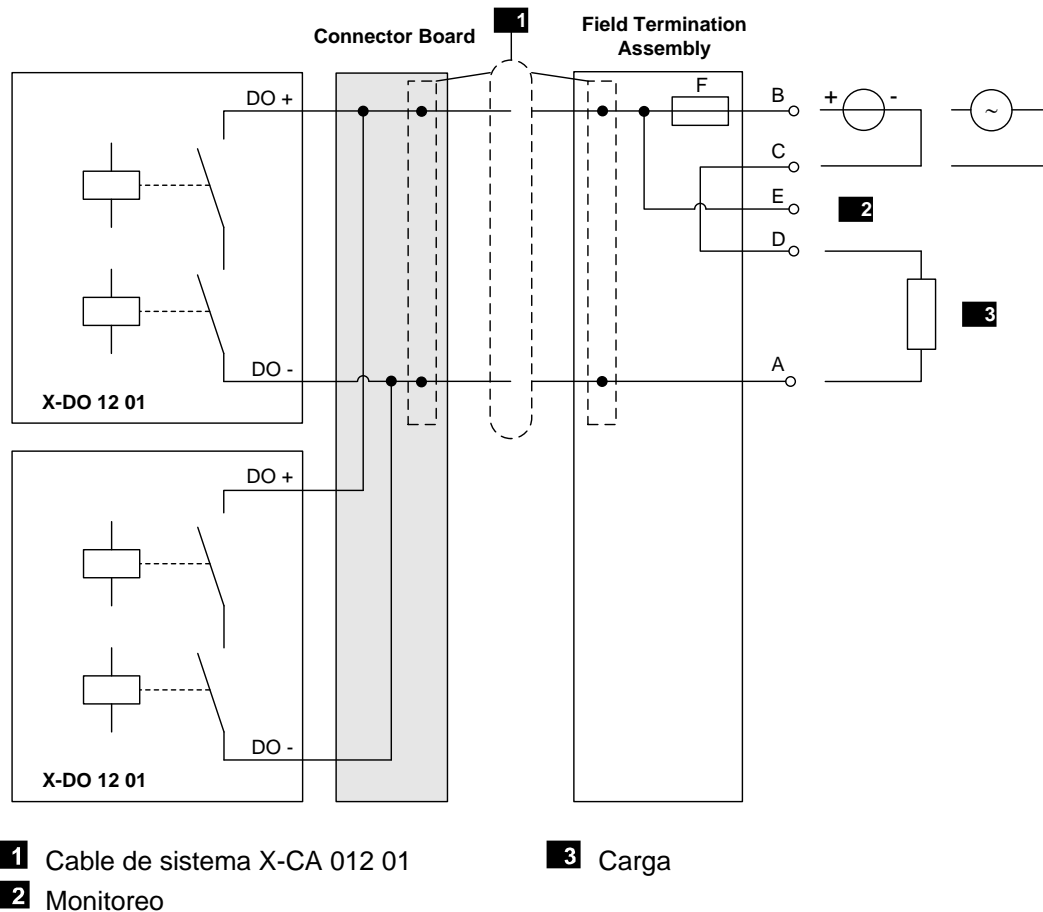 1
Connector Board
Field Termination
Assembly
DO +
F
B
+
-
~
C
E
2
D
3
DO -
A
X-DO 12 01
DO +
DO -
X-DO 12 01
1 Cable de sistema X-CA 012 01
3 Carga
2 Monitoreo